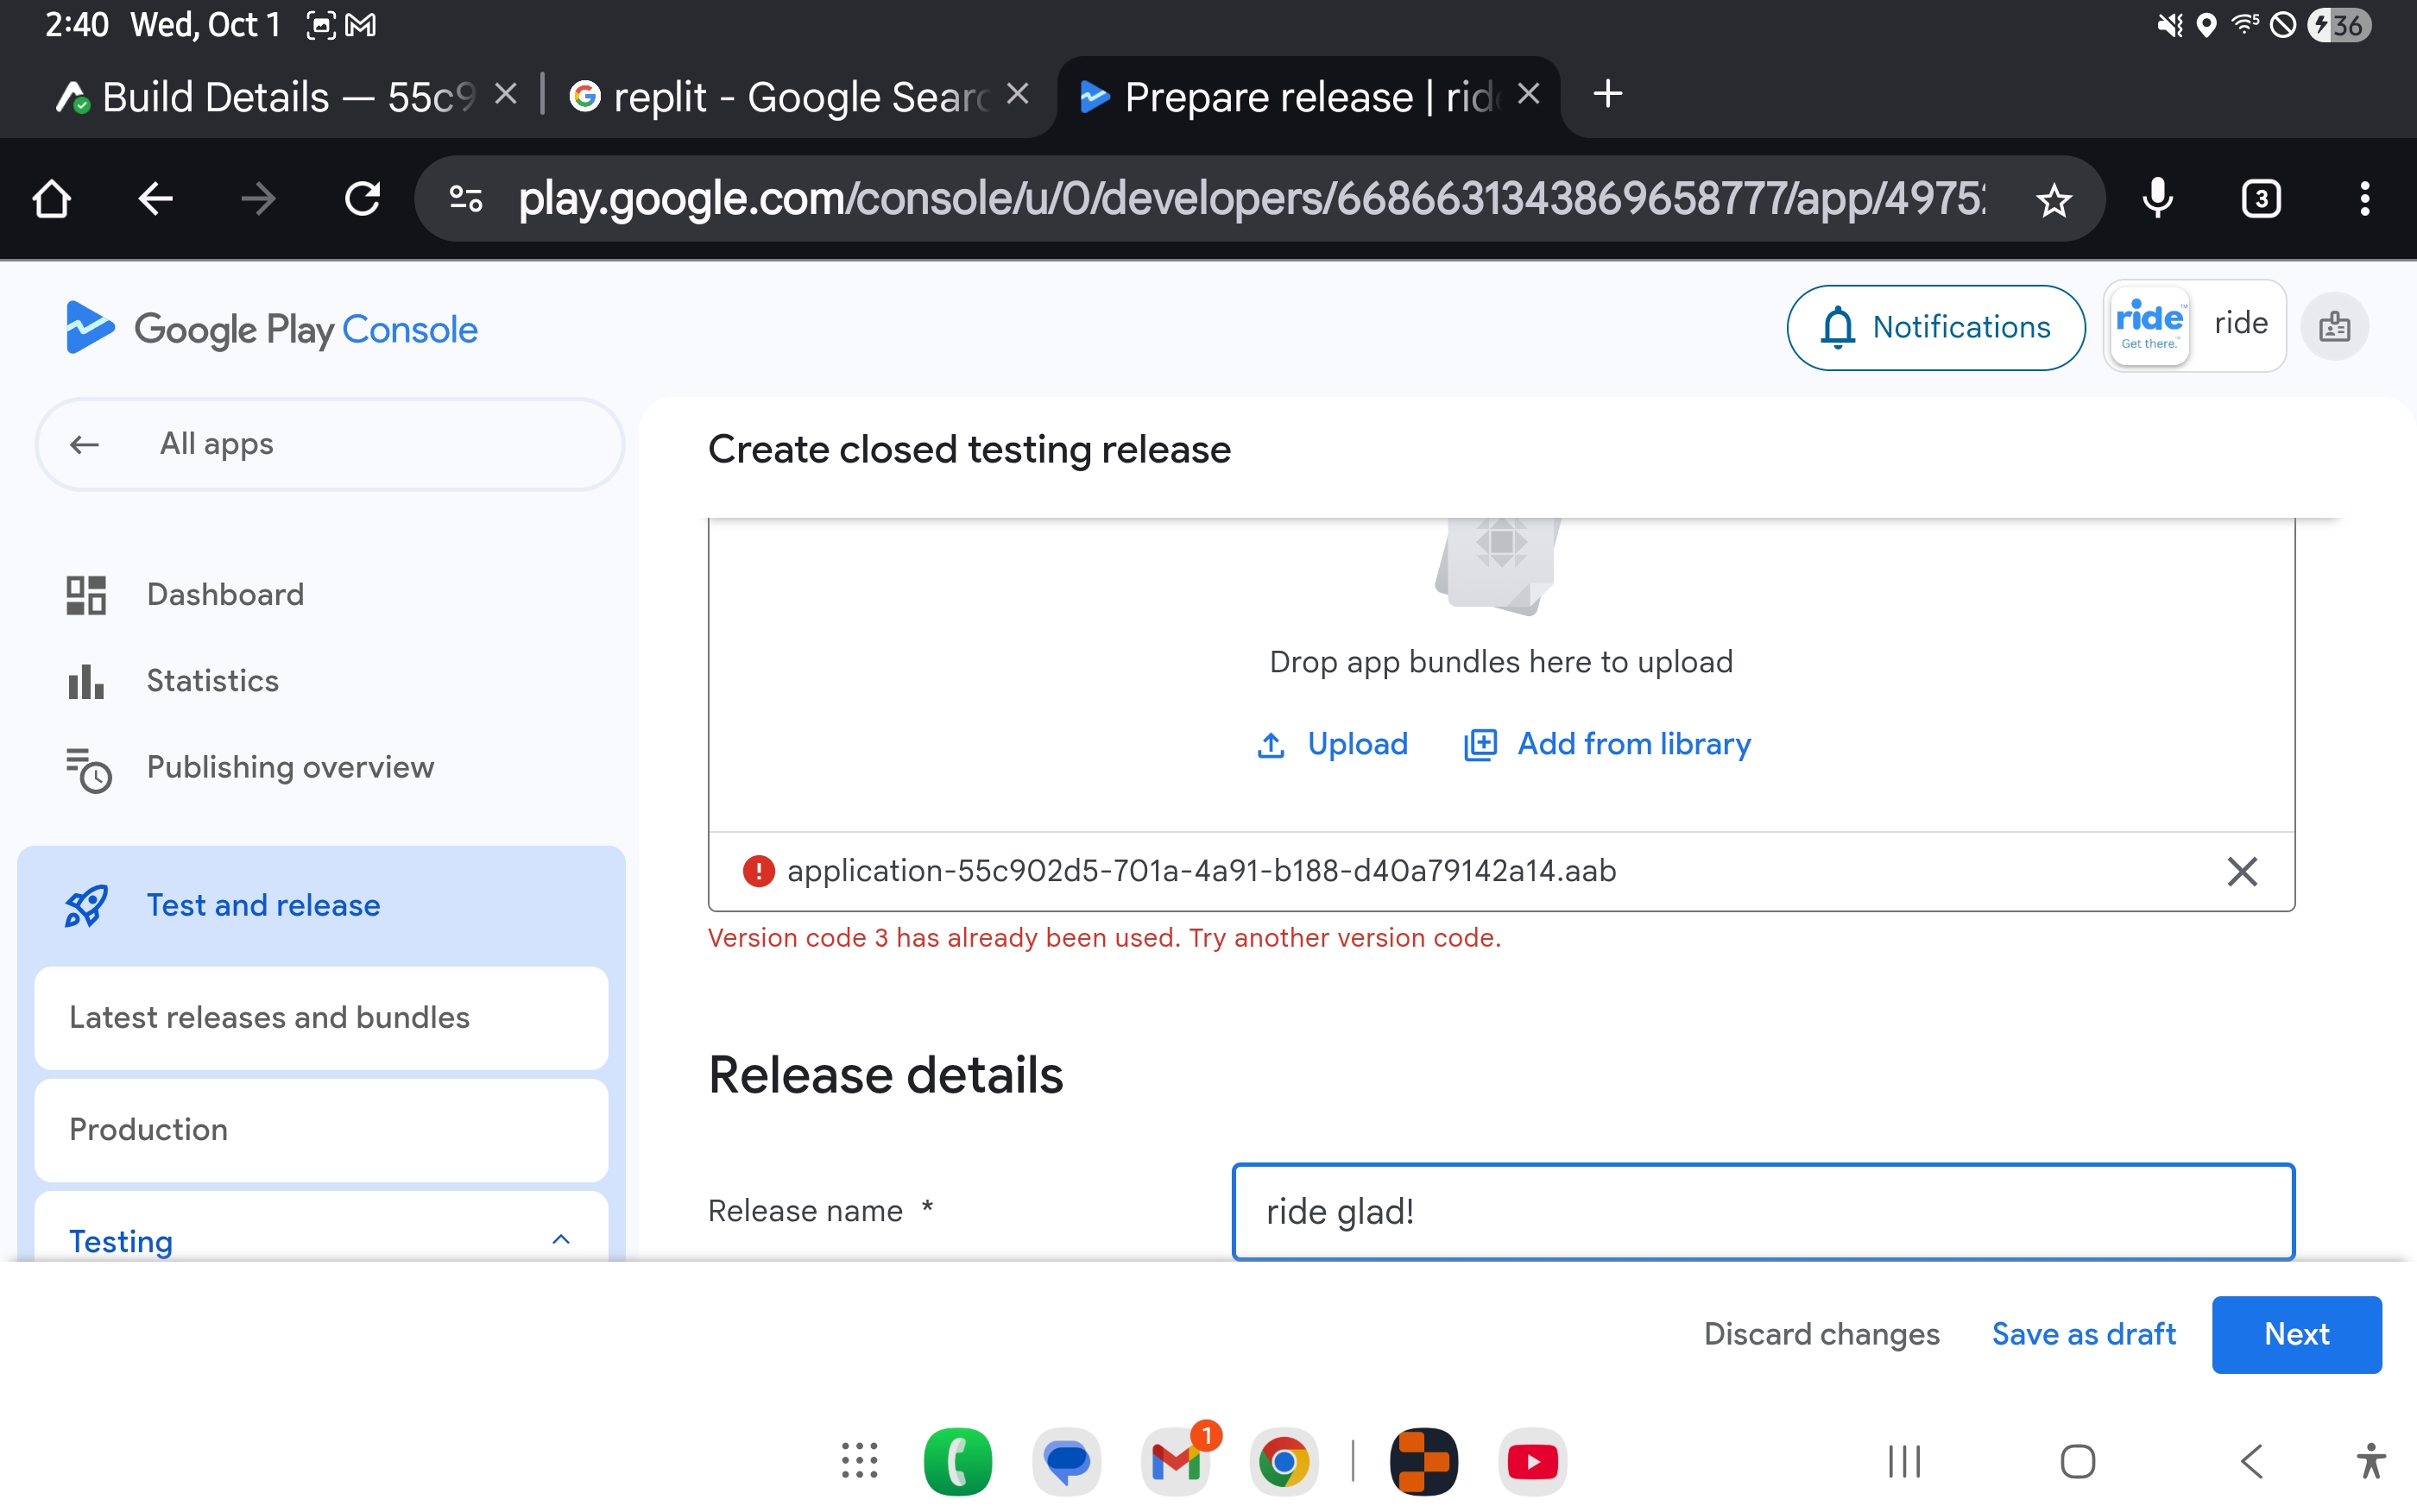 2:40 Wed, Oct 1
36
Build Details — 55c9
replit - Google Searc
Prepare release | rid
play.google.com/console/u/0/developers/6686631343869658777/app/4975
3
Google Play Console
Notifications
ride™
Get there.™
ride
All apps
Create closed testing release
Dashboard
Statistics
Publishing overview
Drop app bundles here to upload
Upload
Add from library
application-55c902d5-701a-4a91-b188-d40a79142a14.aab
Version code 3 has already been used. Try another version code.
Test and release
Latest releases and bundles
Production
Testing
Release details
Release name *
ride glad!
Discard changes
Save as draft
Next
1